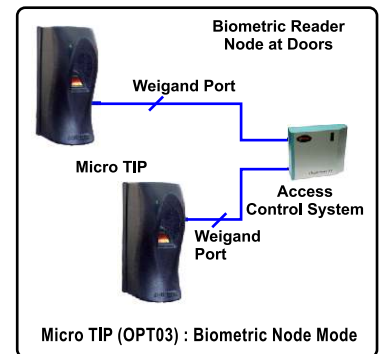 Biometric Reader
Node at Doors
Weigand Port
Micro TIP
Access
Control System
Weigand
Port
Micro TIP (OPT03) : Biometric Node Mode